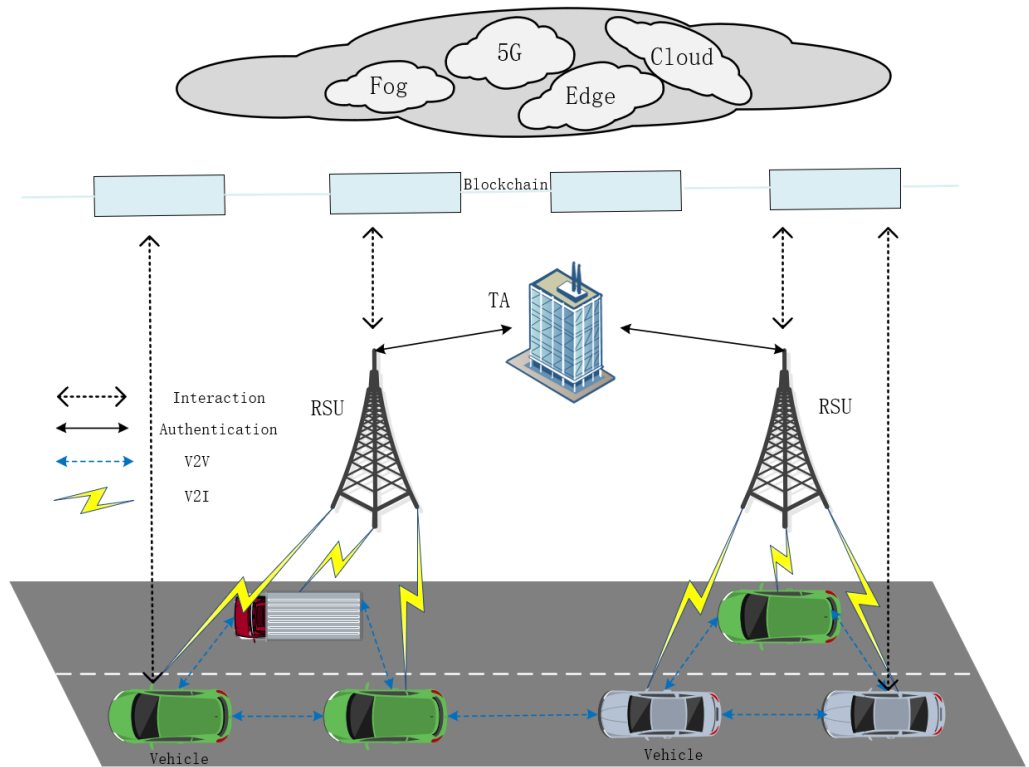 5G
Cloud
Fog
Edge
Blockchain
TA
RSU
RSU
Interaction
Authentication
V2V
V2I
Vehicle
Vehicle